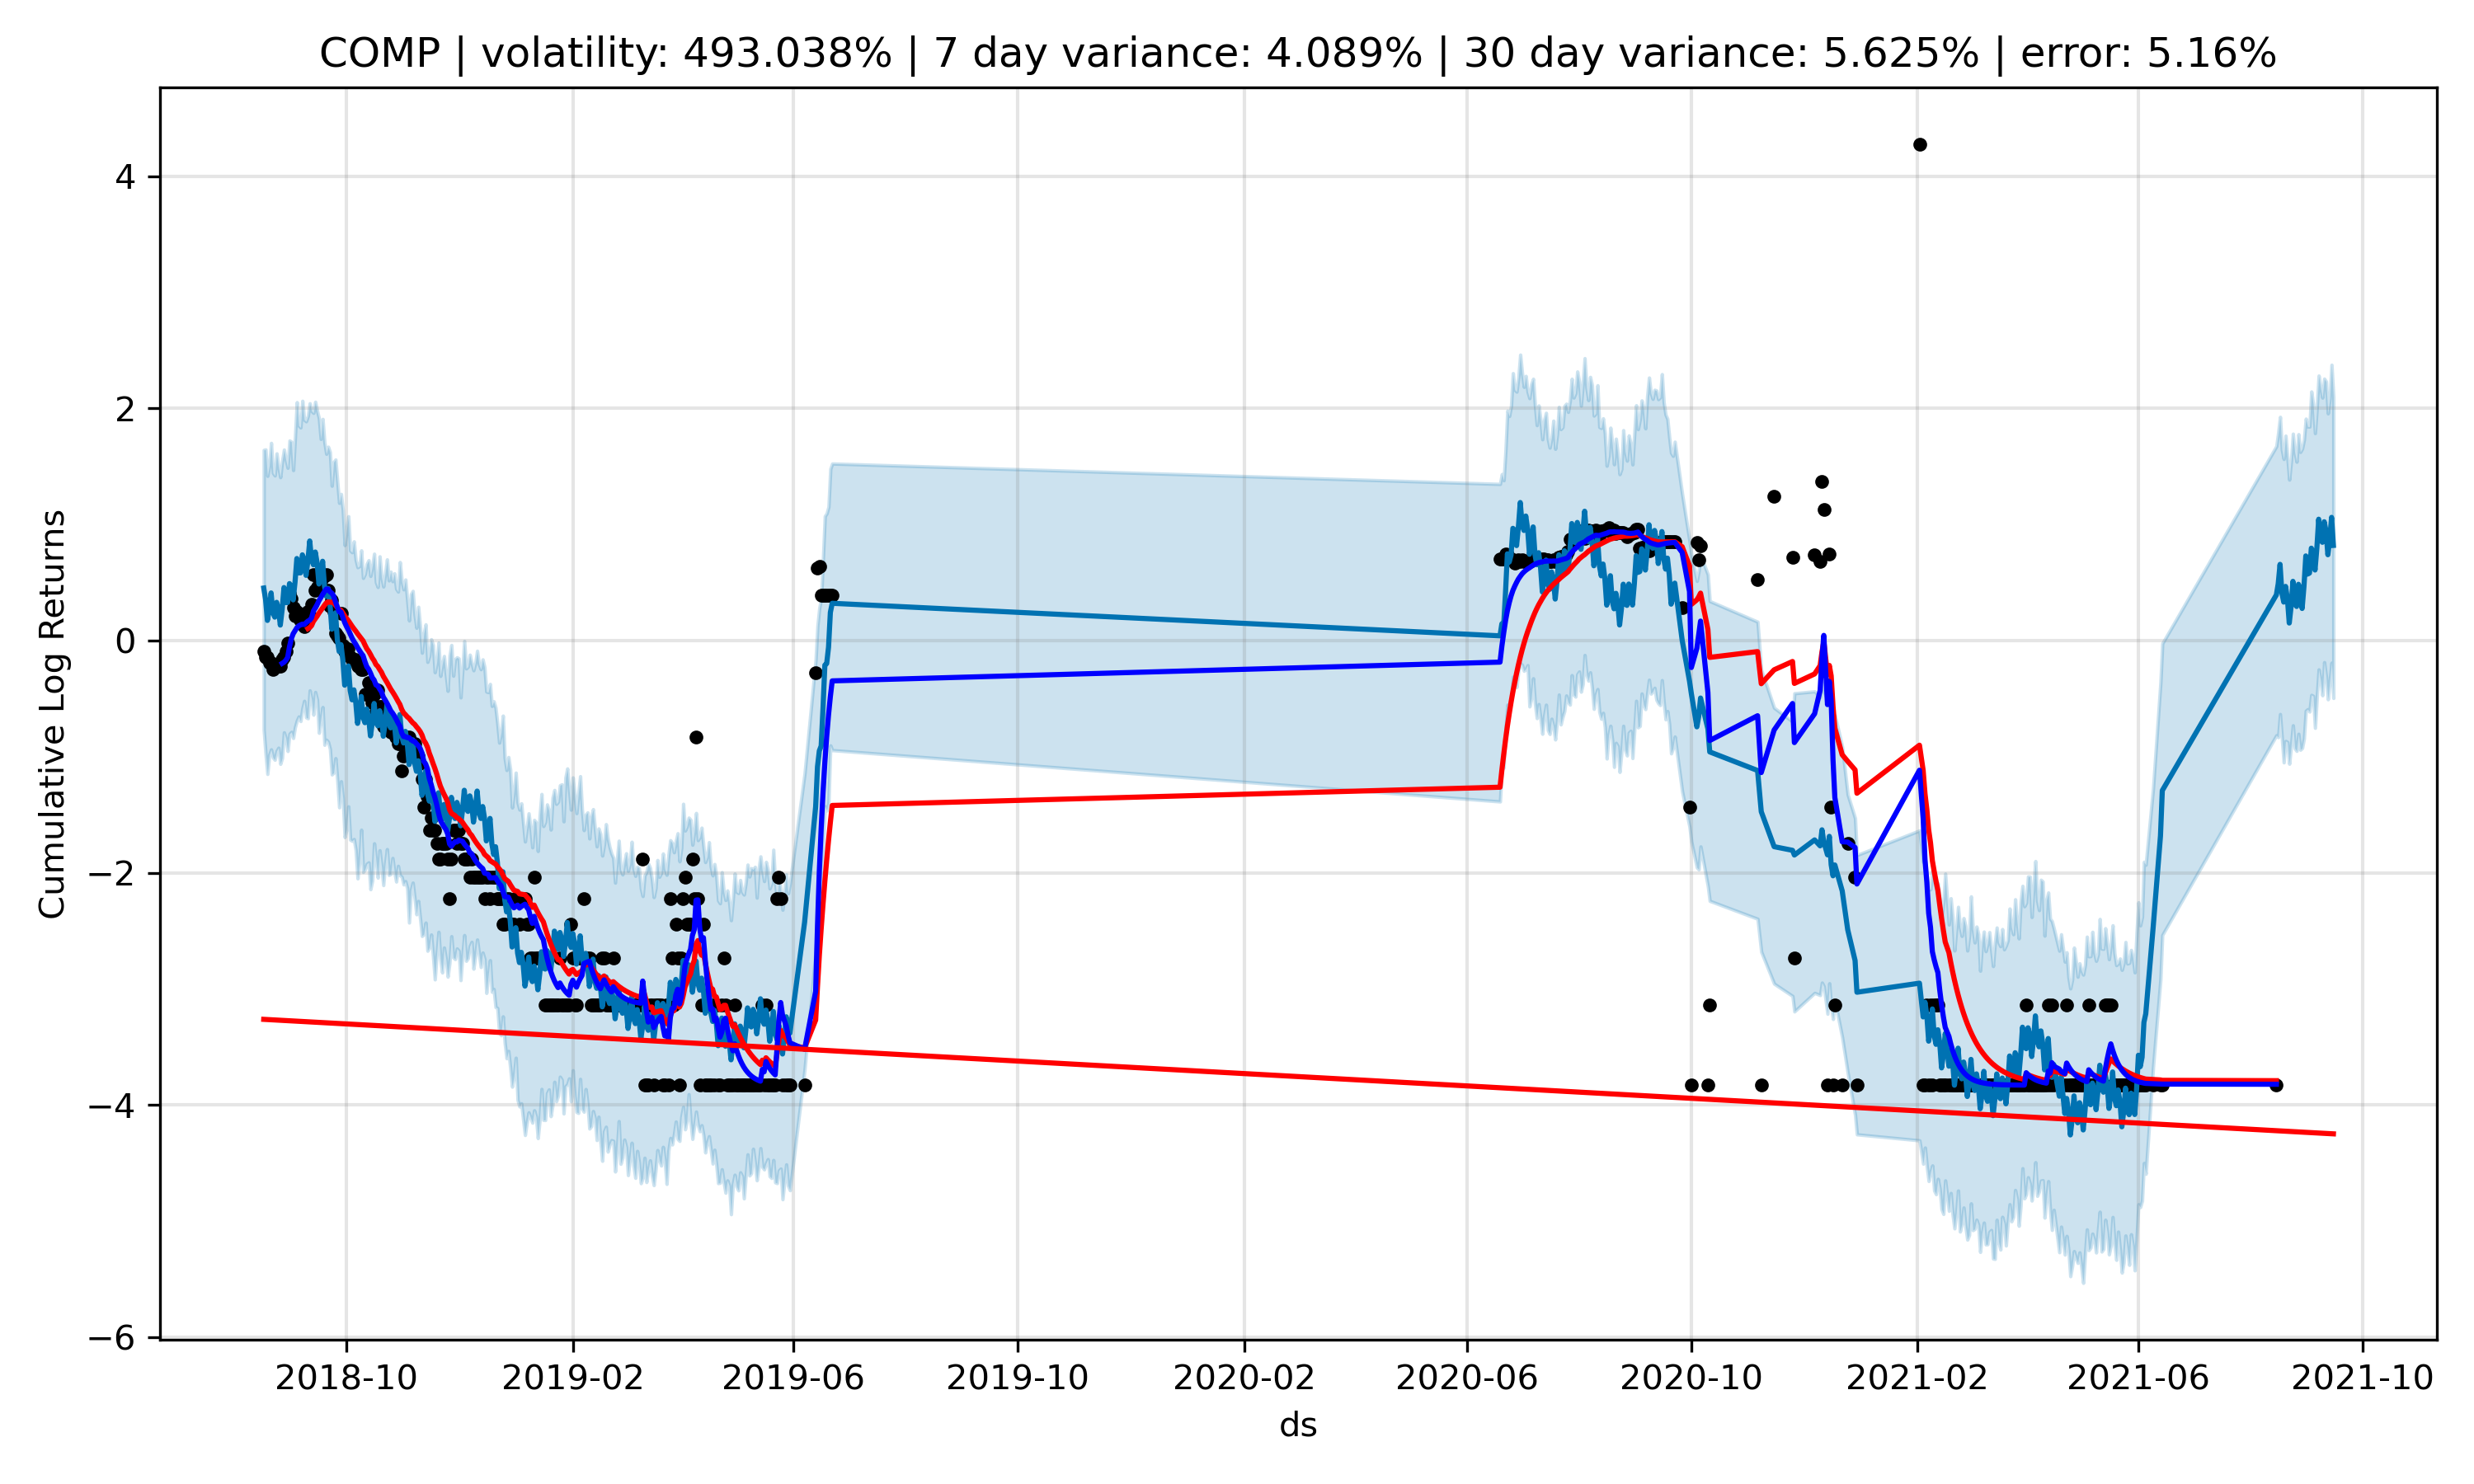 COMP | volatility: 493.038% | 7 day variance: 4.089% | 30 day variance: 5.625% | error: 5.16%
Cumulative Log Returns
4
2
0
−2
−4
−6
2018-10 2019-02 2019-06 2019-10 2020-02 2020-06 2020-10 2021-02 2021-06 2021-10
ds